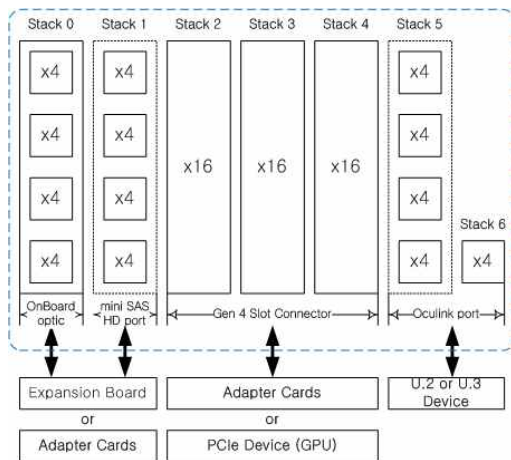 Stack 0 Stack 1 Stack 2 Stack 3 Stack 4 Stack 5
x4 x4 x4
x4 x4 x4
x16 x16 x16
x4 x4 x4
Stack 6
x4 x4 x4 x4
OnBoard optic
mini SAS HD port
Gen 4 Slot Connector
Oculink port
Expansion Board
Adapter Cards
U.2 or U.3 Device
or or
Adapter Cards
PCIe Device (GPU)